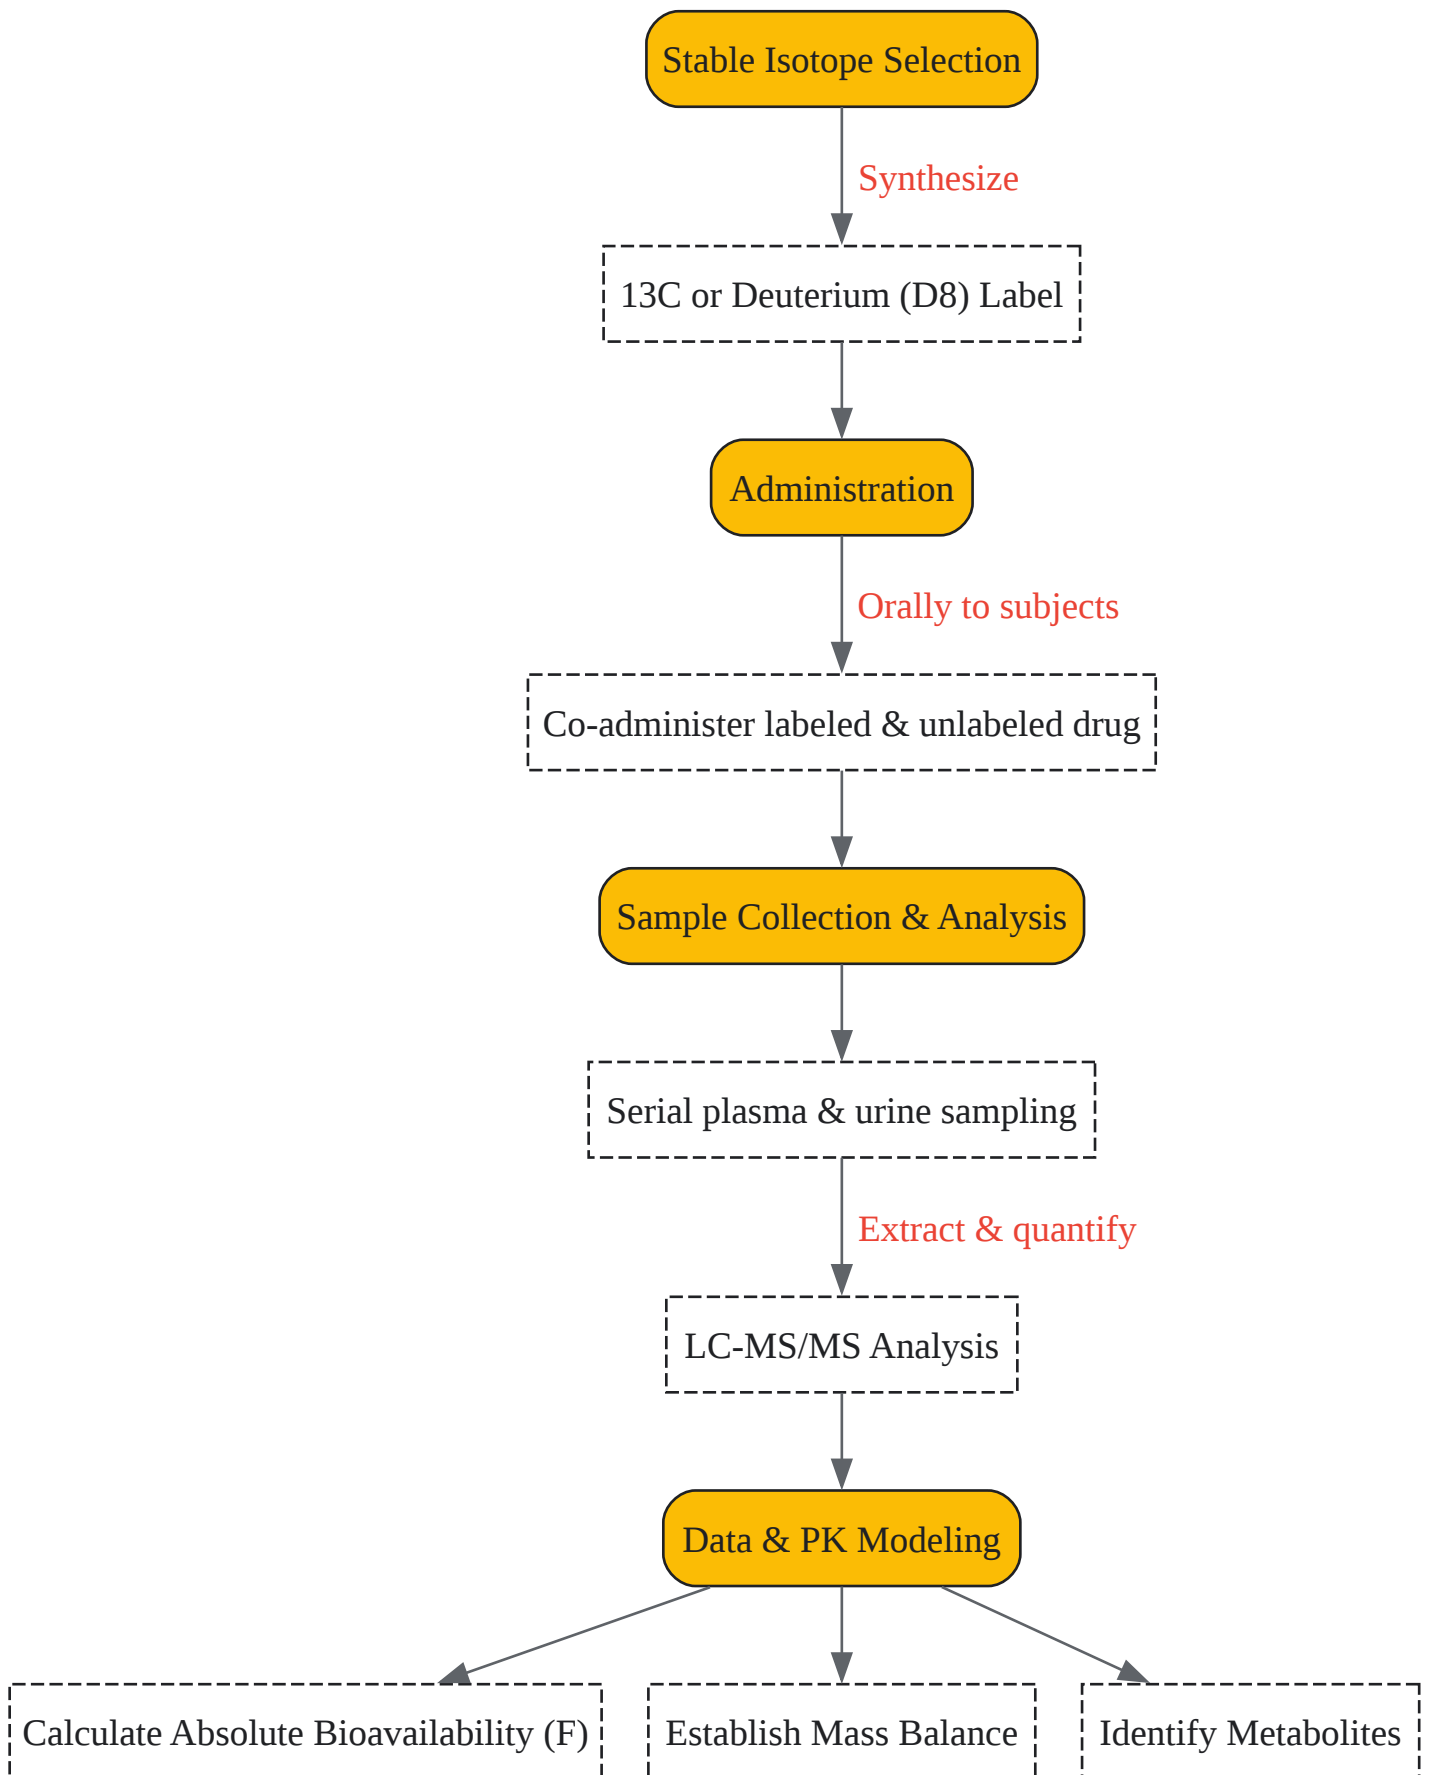 Stable Isotope Selection
Synthesize
13C or Deuterium (D8) Label
Administration
Orally to subjects
Co-administer labeled & unlabeled drug
Sample Collection & Analysis
Serial plasma & urine sampling
Extract & quantify
LC-MS/MS Analysis
Data & PK Modeling
Calculate Absolute Bioavailability (F)
Establish Mass Balance
Identify Metabolites